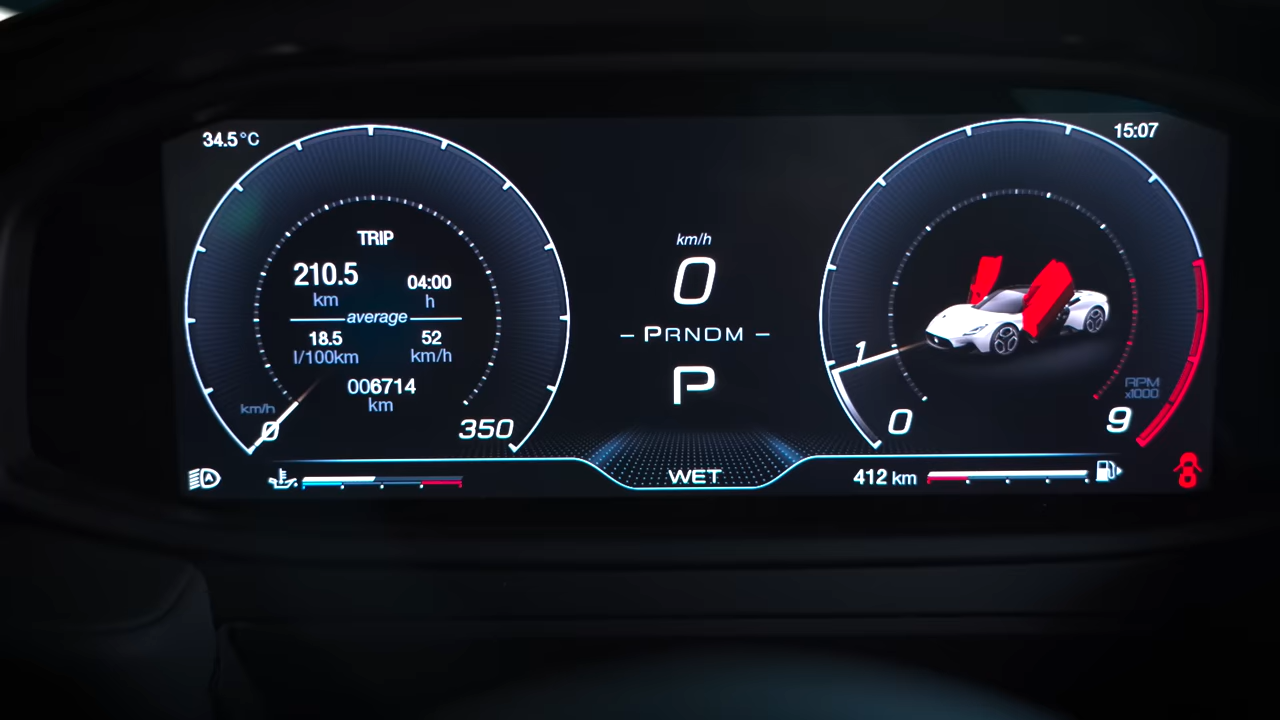 34.5°C
TRIP
210.5 04:00
km h
average
18.5 52
l/100km km/h
006714
km
km/h
0
350
km/h
0
PRNDM
P
WET
15:07
1
0
9
RPM
x1000
A
412 km